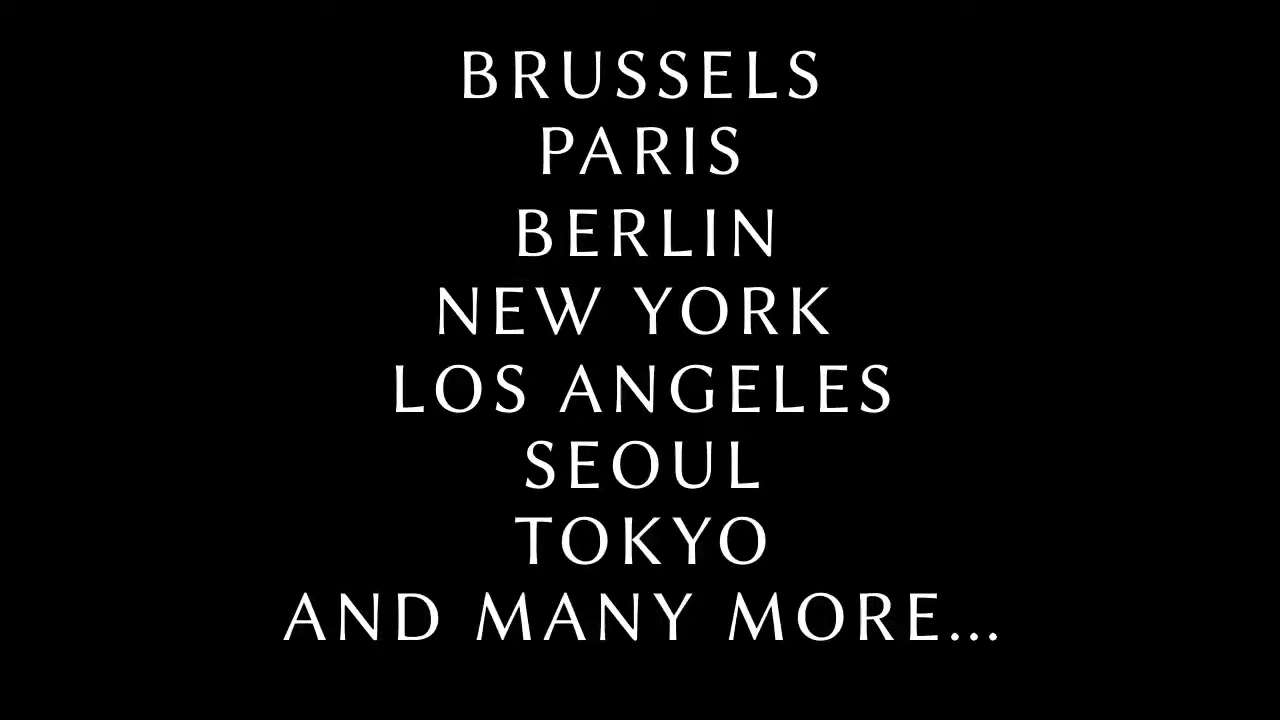 BRUSSELS
PARIS
BERLIN
NEW YORK
LOS ANGELES
SEOUL
TOKYO
AND MANY MORE...